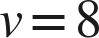 v = 8